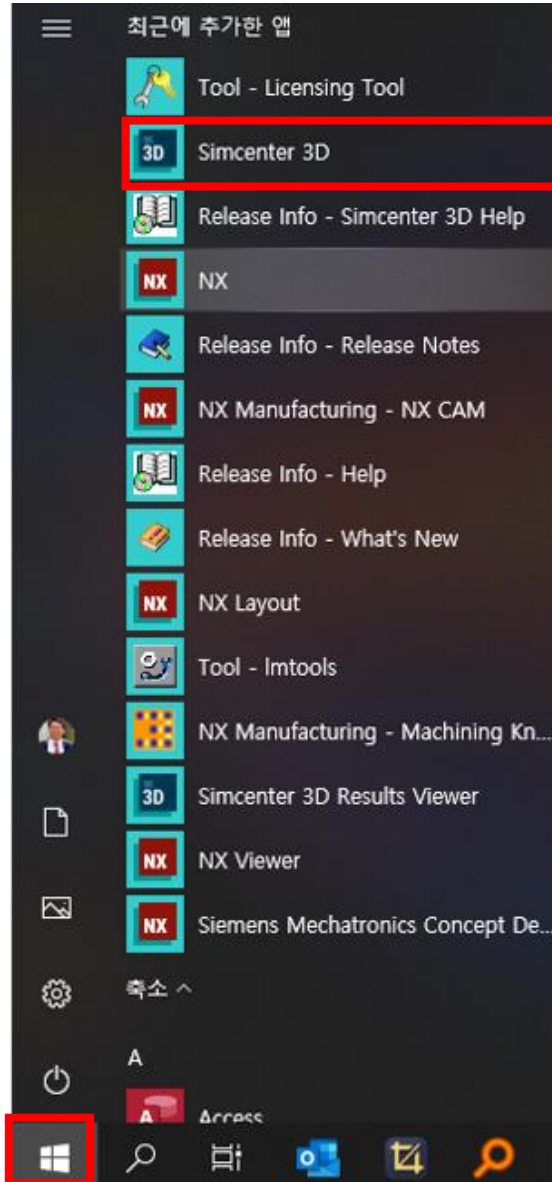 최근에 추가한 앱
Tool - Licensing Tool
3D Simcenter 3D
Release Info - Simcenter 3D Help
NX NX
Release Info - Release Notes
NX NX Manufacturing - NX CAM
Release Info - Help
Release Info - What's New
NX NX Layout
Tool - lmtools
NX Manufacturing - Machining Kn...
3D Simcenter 3D Results Viewer
NX NX Viewer
NX Siemens Mechatronics Concept De...
축소
A
A Access